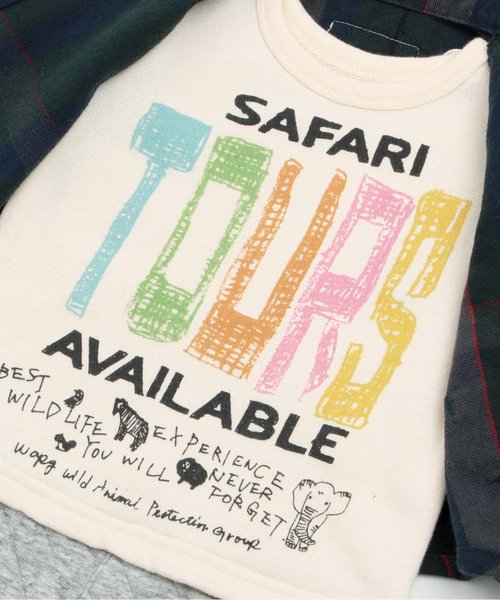 SAFARI
TOURS
AVAILABLE
BEST
WILD LIFE EXPERIENCE
YOU WILL NEVER
FORGET
wapg wild Animal Protection Group